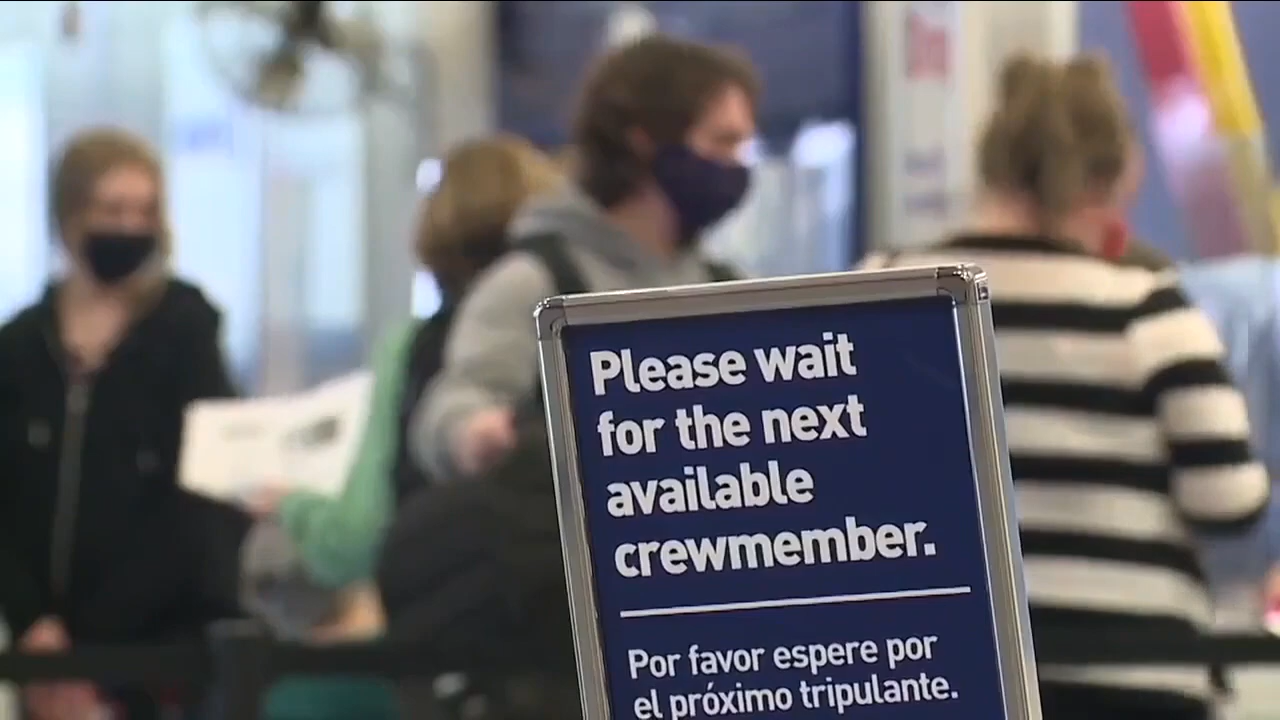 Please wait
for the next
available
crewmember.
Por favor espere por
el próximo tripulante.